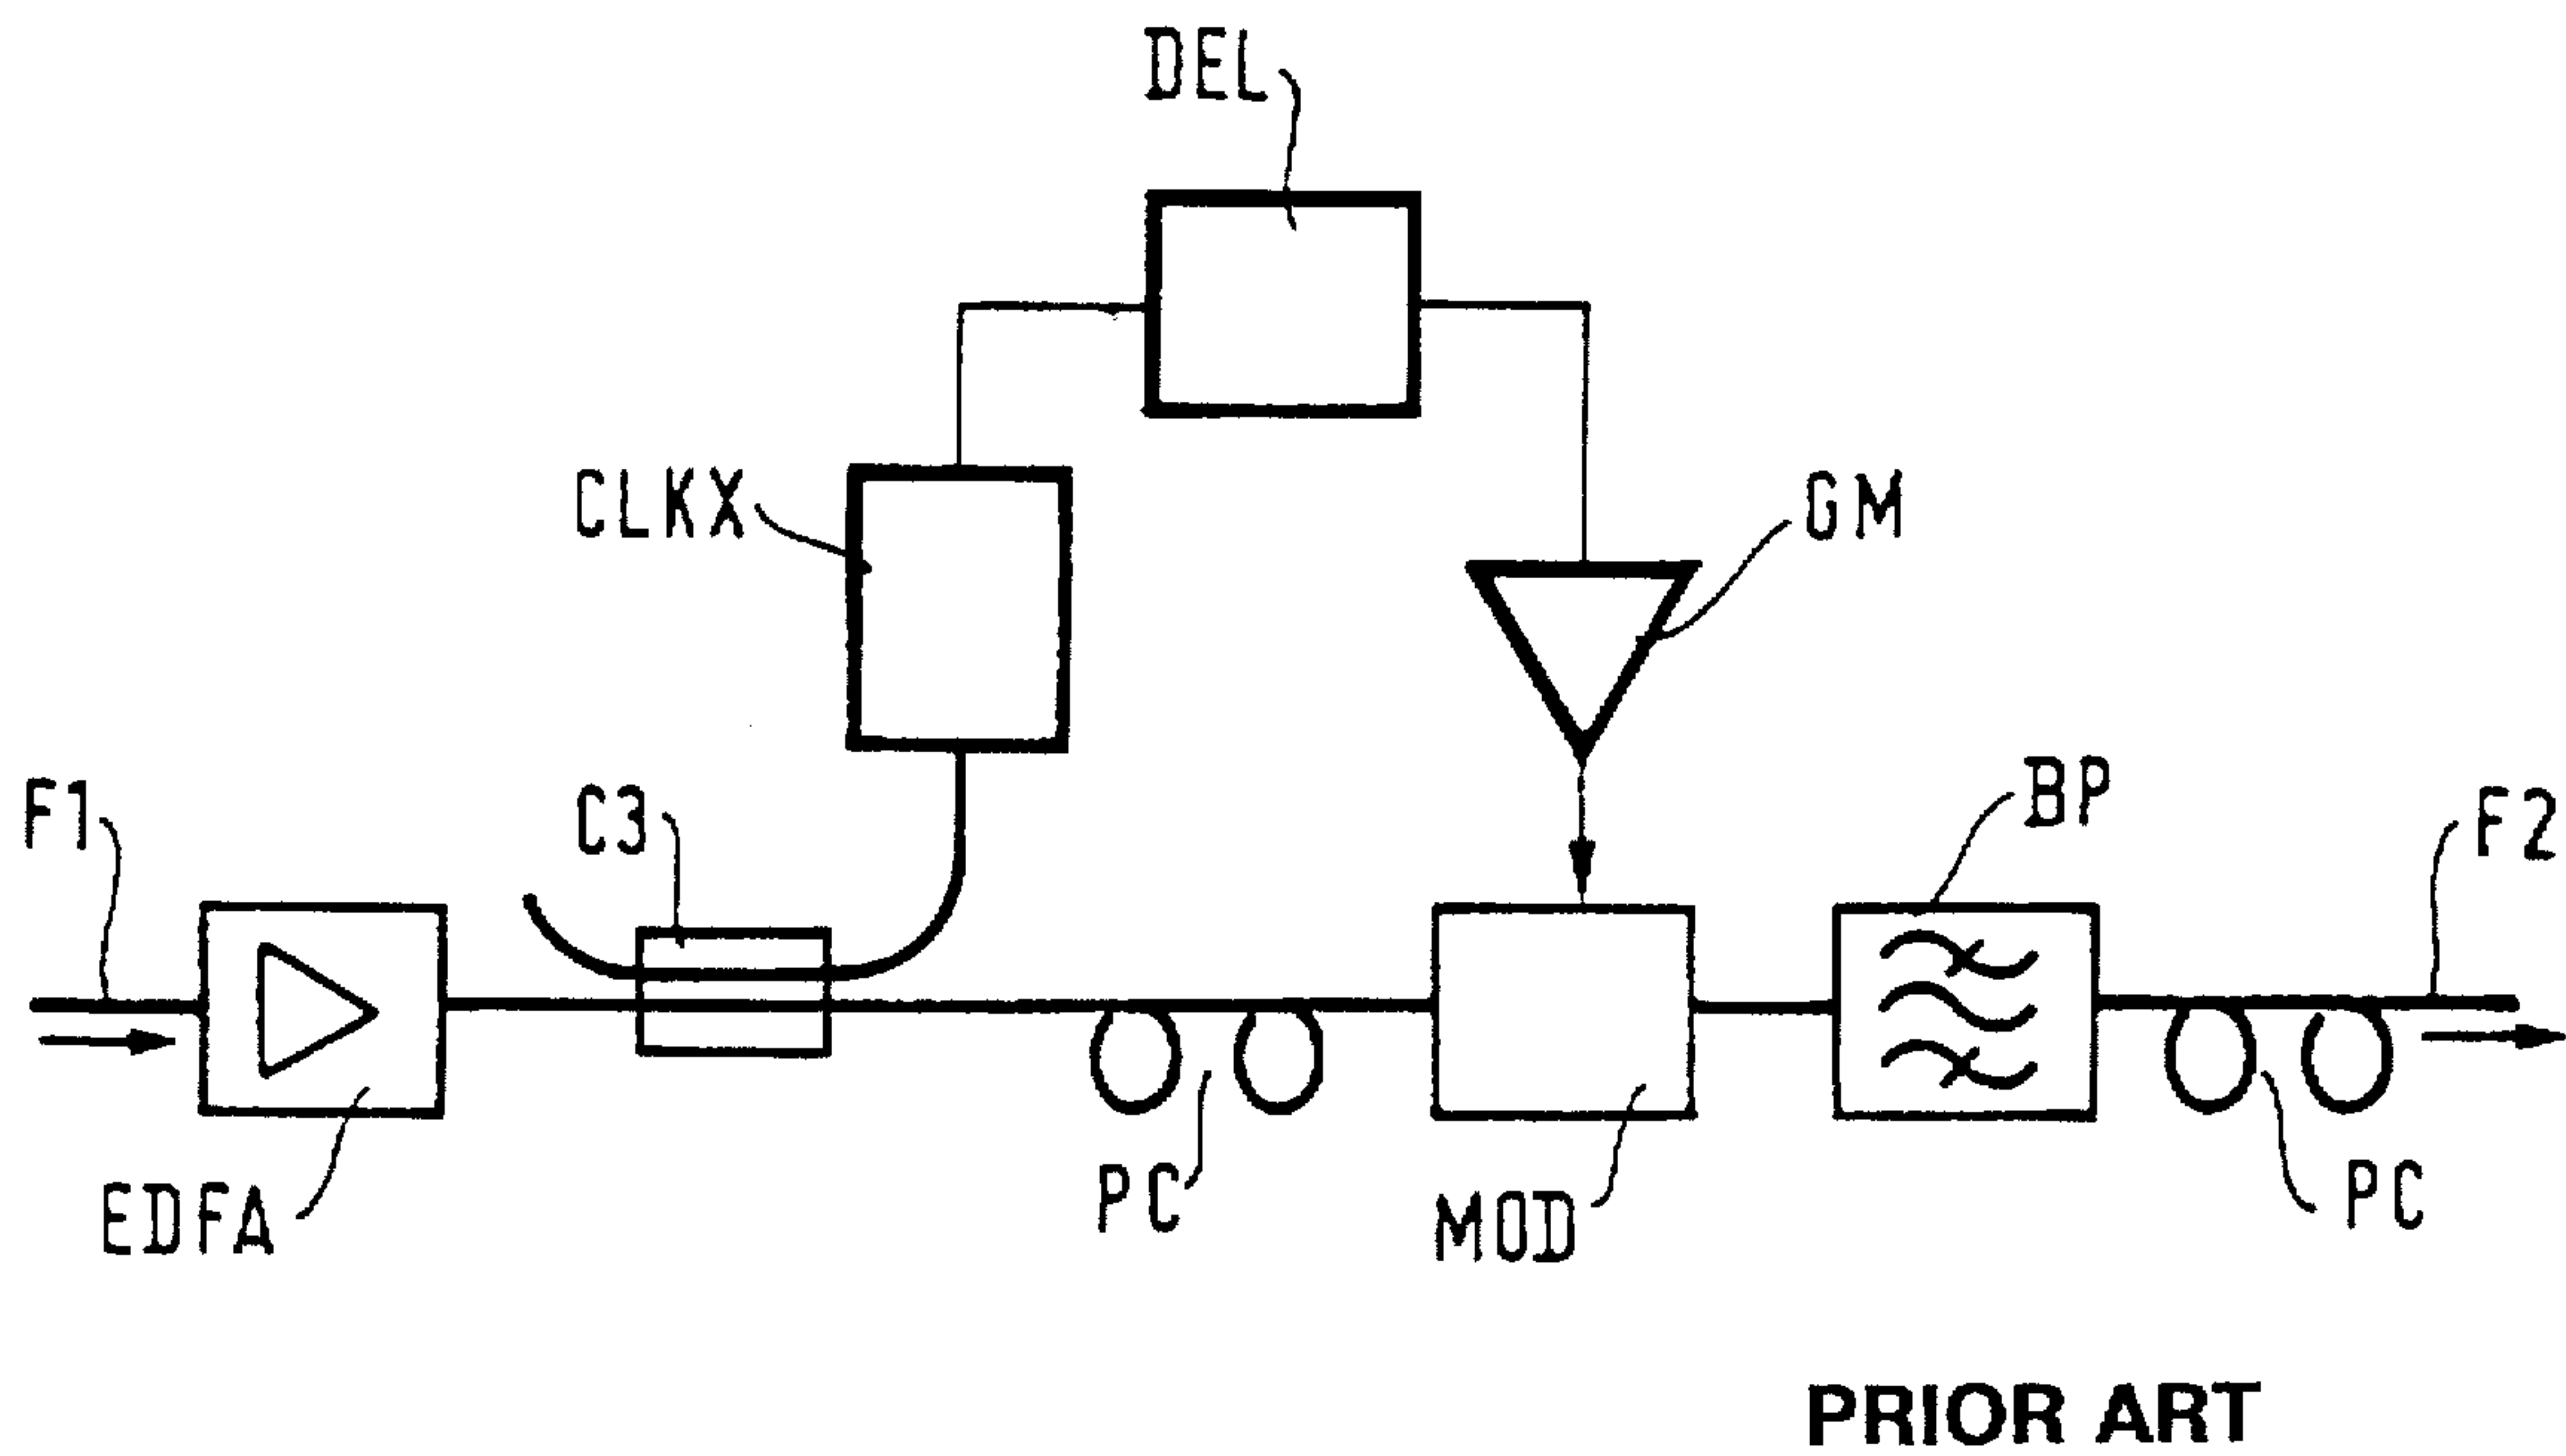 DEL
CLKX
GM
F1
C3
BP
F2
EDFA
PC
MOD
PC
PRIOR ART